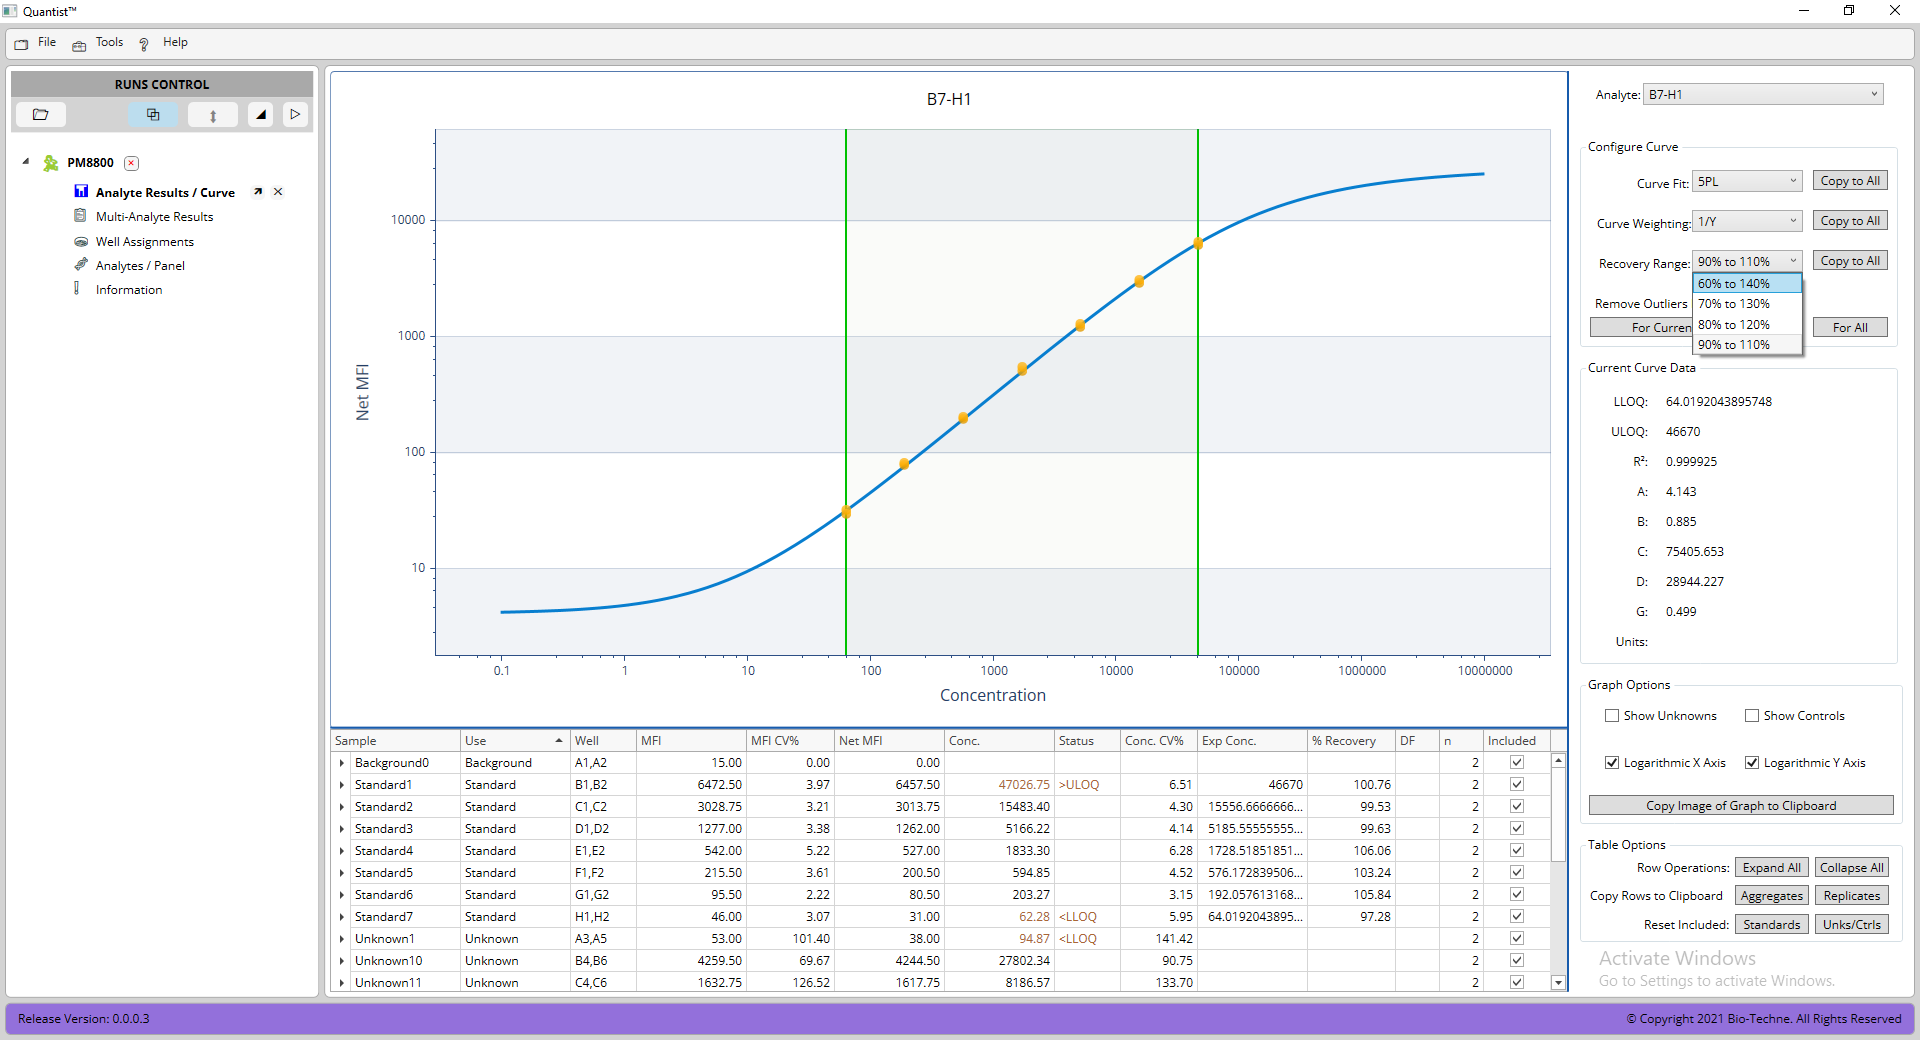 Quantist™
File Tools Help
RUNS CONTROL
PM8800
Analyte Results / Curve
Multi-Analyte Results
Well Assignments
Analytes / Panel
Information
B7-H1
Net MFI
10000
1000
100
10
0.1 1 10 100 1000 10000 100000 1000000 10000000
Concentration
Sample Use Well MFI MFI CV% Net MFI Conc. Status Conc. CV% Exp Conc. % Recovery DF n Included
Background0 Background A1,A2 15.00 0.00 0.00 2
Standard1 Standard B1,B2 6472.50 3.97 6457.50 47026.75 >ULOQ 6.51 46670 100.76 2
Standard2 Standard C1,C2 3028.75 3.21 3013.75 15483.40 4.30 15556.6666666... 99.53 2
Standard3 Standard D1,D2 1277.00 3.38 1262.00 5166.22 4.14 5185.55555555... 99.63 2
Standard4 Standard E1,E2 542.00 5.22 527.00 1833.30 6.28 1728.51851851... 106.06 2
Standard5 Standard F1,F2 215.50 3.61 200.50 594.85 4.52 576.172839506... 103.24 2
Standard6 Standard G1,G2 95.50 2.22 80.50 203.27 3.15 192.057613168... 105.84 2
Standard7 Standard H1,H2 46.00 3.07 31.00 62.28 <LLOQ 5.95 64.0192043895... 97.28 2
Unknown1 Unknown A3,A5 53.00 101.40 38.00 94.87 <LLOQ 141.42 2
Unknown10 Unknown B4,B6 4259.50 69.67 4244.50 27802.34 90.75 2
Unknown11 Unknown C4,C6 1632.75 126.52 1617.75 8186.57 133.70 2
Analyte: B7-H1
Configure Curve
Curve Fit: 5PL Copy to All
Curve Weighting: 1/Y Copy to All
Recovery Range: 90% to 110% Copy to All
60% to 140%
70% to 130%
80% to 120%
90% to 110%
Remove Outliers
For Curren For All
Current Curve Data
LLOQ: 64.0192043895748
ULOQ: 46670
R²: 0.999925
A: 4.143
B: 0.885
C: 75405.653
D: 28944.227
G: 0.499
Units:
Graph Options
Show Unknowns Show Controls
Logarithmic X Axis Logarithmic Y Axis
Copy Image of Graph to Clipboard
Table Options
Row Operations: Expand All Collapse All
Copy Rows to Clipboard Aggregates Replicates
Reset Included: Standards Unks/Ctrls
Activate Windows
Go to Settings to activate Windows.
Release Version: 0.0.0.3
© Copyright 2021 Bio-Techne. All Rights Reserved